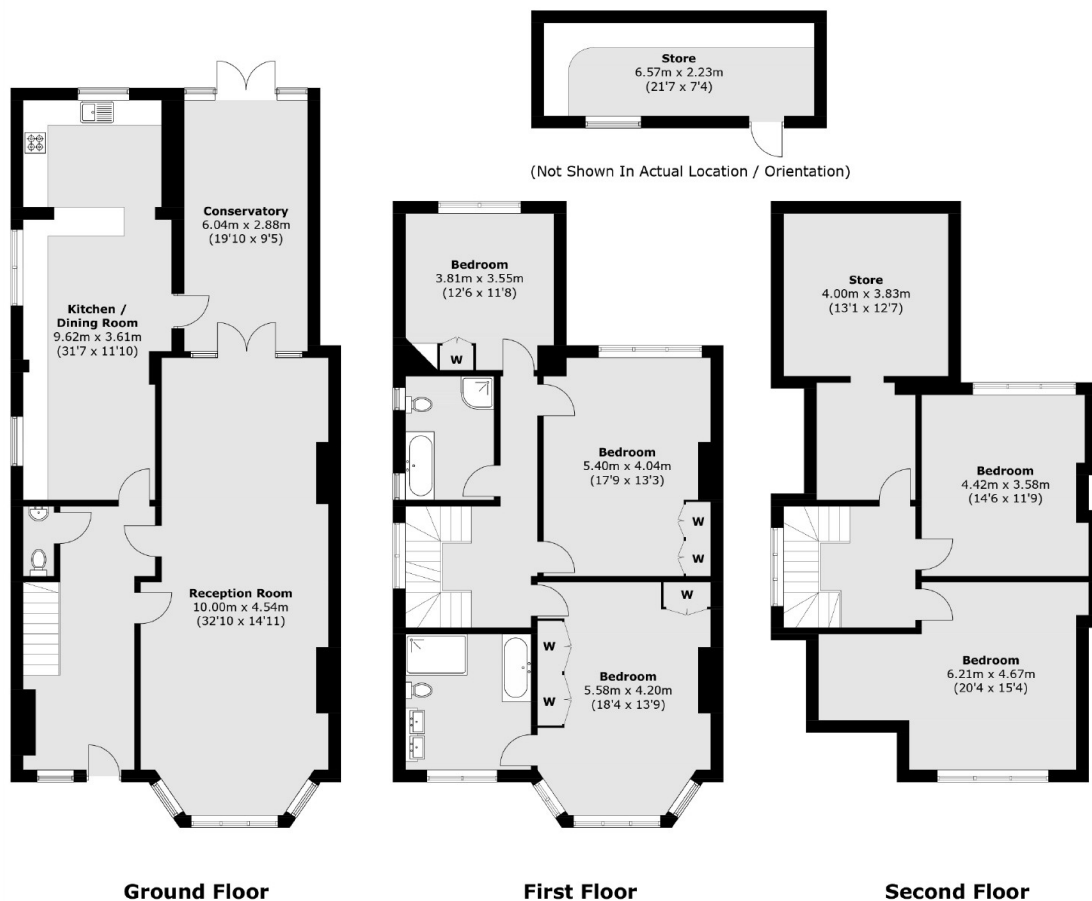 Store
6.57m x 2.23m
(21'7 x 7'4)
(Not Shown In Actual Location / Orientation)
Conservatory
6.04m x 2.88m
(19'10 x 9'5)
Kitchen /
Dining Room
9.62m x 3.61m
(31'7 x 11'10)
Reception Room
10.00m x 4.54m
(32'10 x 14'11)
Ground Floor
Bedroom
3.81m x 3.55m
(12'6 x 11'8)
W
Bedroom
5.40m x 4.04m
(17'9 x 13'3)
W
W
W
W
W
Bedroom
5.58m x 4.20m
(18'4 x 13'9)
First Floor
Store
4.00m x 3.83m
(13'1 x 12'7)
Bedroom
4.42m x 3.58m
(14'6 x 11'9)
Bedroom
6.21m x 4.67m
(20'4 x 15'4)
Second Floor